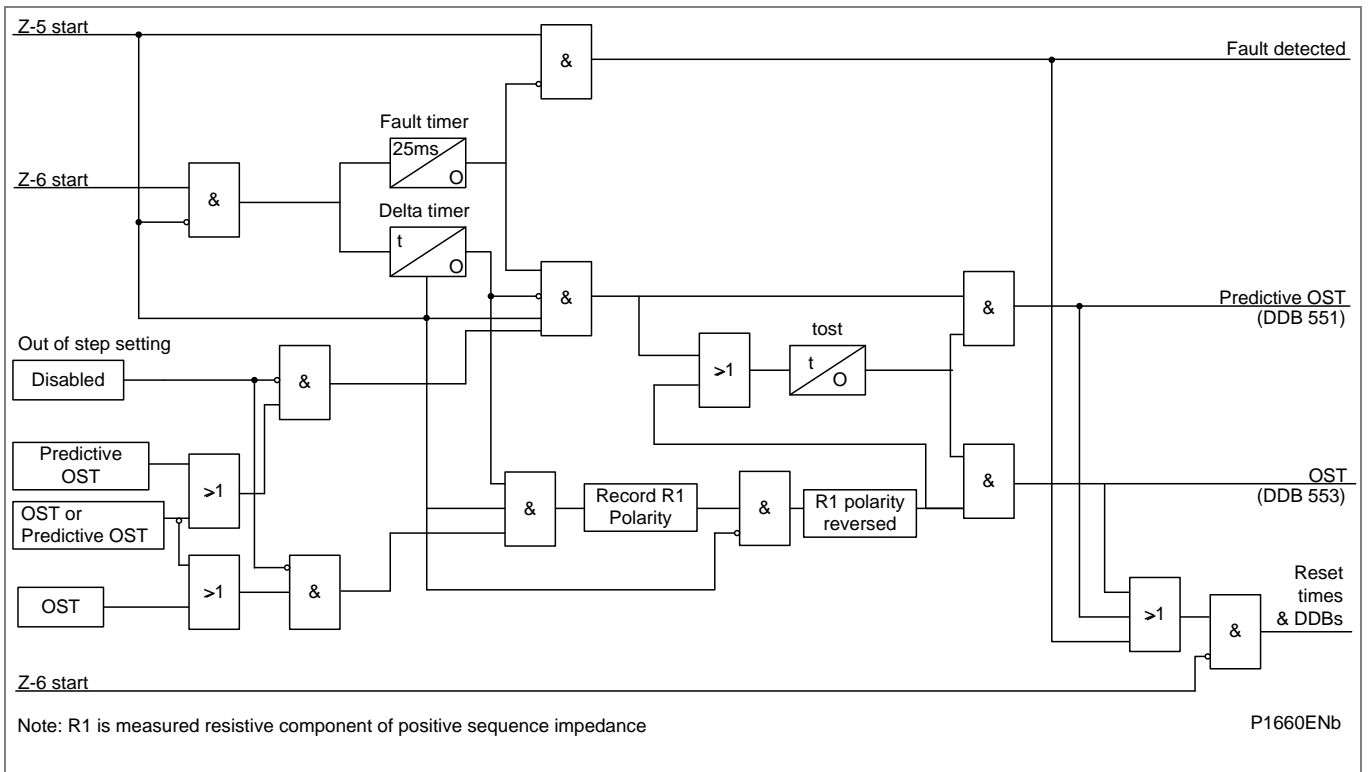 Z-5 start
&
Fault detected
Fault timer
25ms
O
Z-6 start
&
Delta timer
t
O
&
&
Predictive OST
(DDB 551)
tost
Out of step setting
Disabled
&
>1
t
O
Predictive
OST
>1
&
OST
(DDB 553)
OST or
Predictive OST
&
Record R1
Polarity
&
R1 polarity
reversed
OST
>1
&
Reset
times
& DDBs
>1
&
Z-6 start
Note: R1 is measured resistive component of positive sequence impedance
P1660ENb